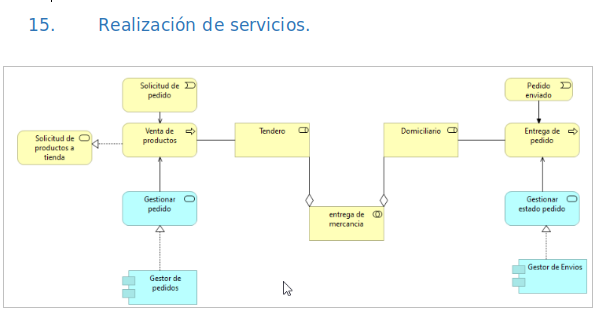 15. Realización de servicios.
Solicitud de
pedido
Pedido
enviado
Solicitud de
productos a
tienda
Venta de
productos
Tendero
Domiciliario
Entrega de
pedido
Gestionar
pedido
entrega de
mercancia
Gestionar
estado pedido
Gestor de
pedidos
Gestor de Envios